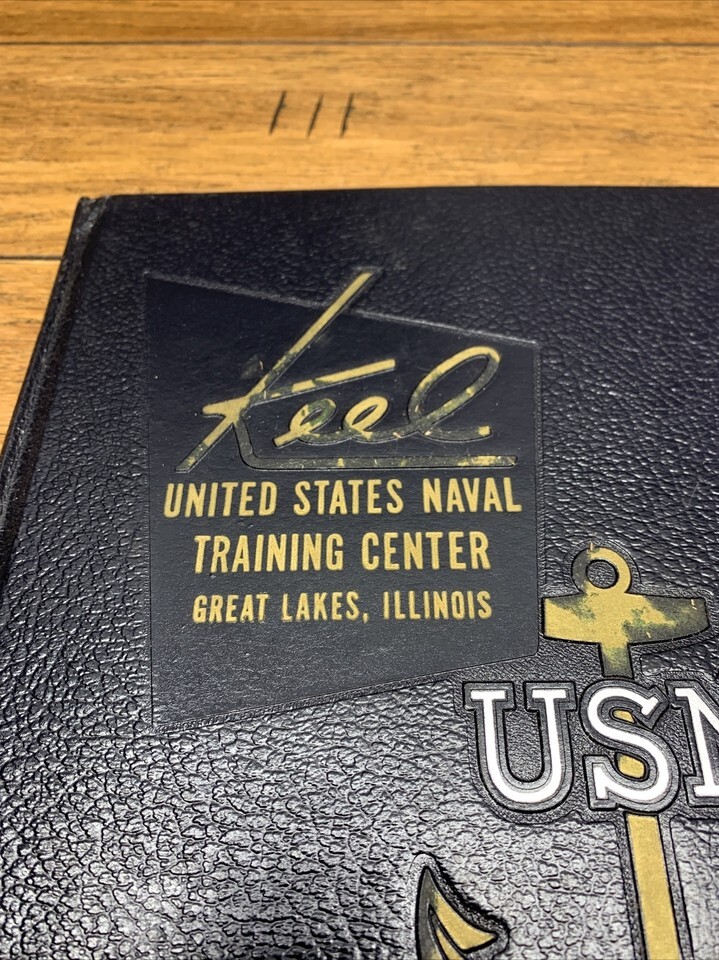 Keel
UNITED STATES NAVAL
TRAINING CENTER
GREAT LAKES, ILLINOIS
USN